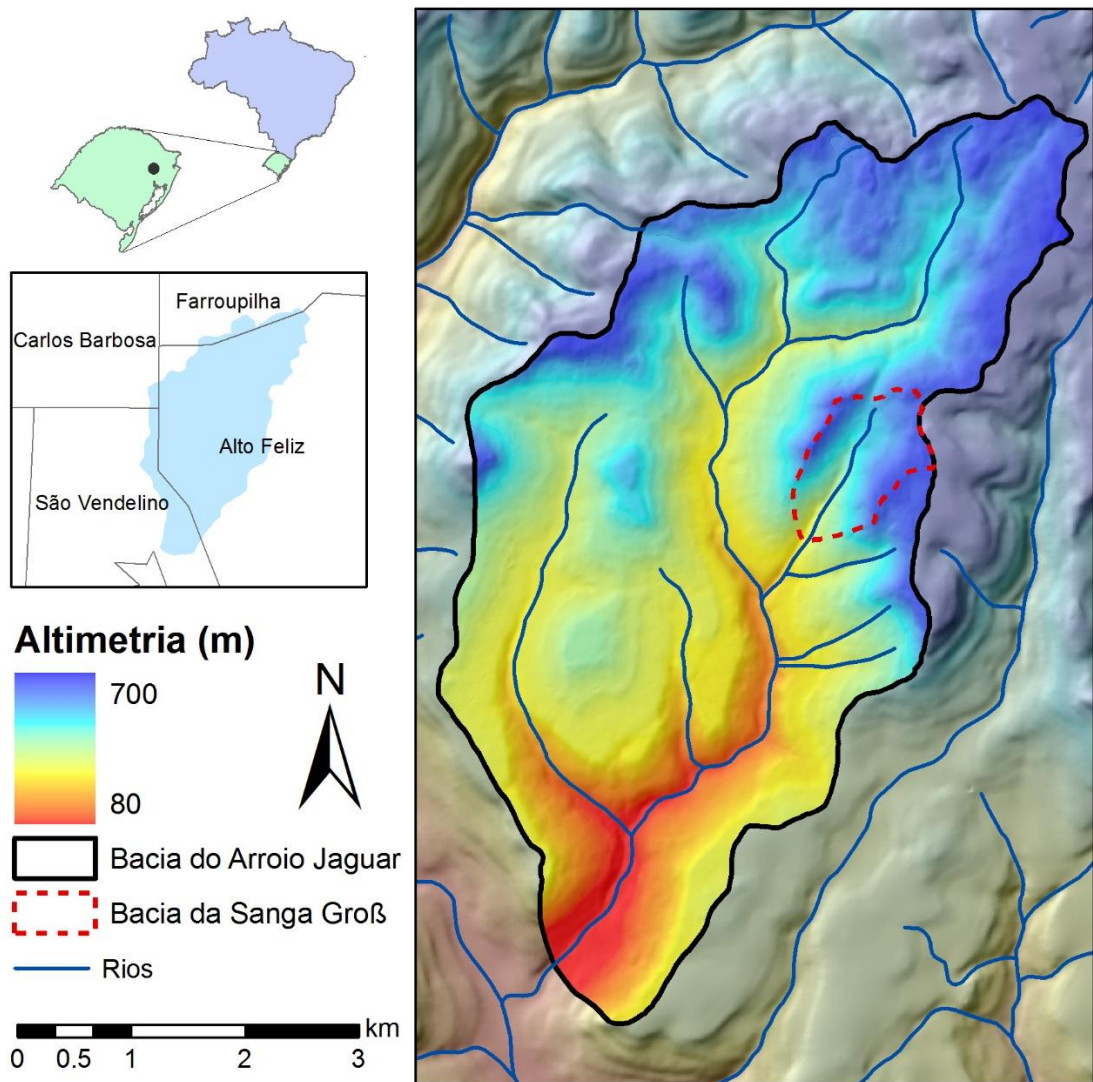 Farroupilha
Carlos Barbosa
Alto Feliz
São Vendelino
Altimetria (m)
700
80
N
Bacia do Arroio Jaguar
Bacia da Sanga Groß
Rios
km
0 0.5 1 2 3